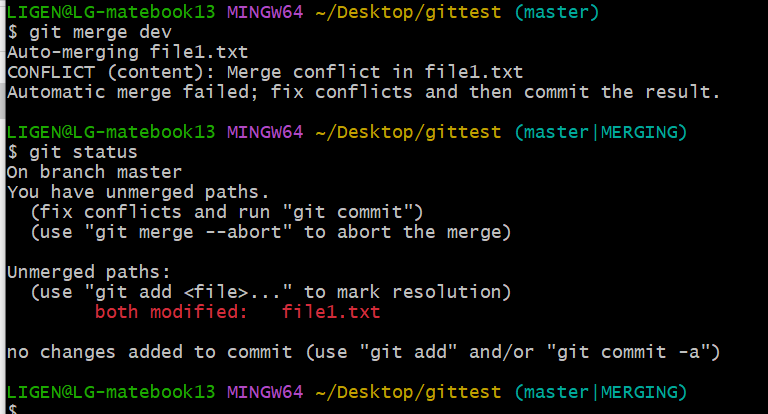 LIGEN@LG-matebook13 MINGW64 ~/Desktop/gittest (master)
$ git merge dev
Auto-merging file1.txt
CONFLICT (content): Merge conflict in file1.txt
Automatic merge failed; fix conflicts and then commit the result.

LIGEN@LG-matebook13 MINGW64 ~/Desktop/gittest (master|MERGING)
$ git status
On branch master
You have unmerged paths.
  (fix conflicts and run "git commit")
  (use "git merge --abort" to abort the merge)

Unmerged paths:
  (use "git add <file>..." to mark resolution)
        both modified:   file1.txt

no changes added to commit (use "git add" and/or "git commit -a")

LIGEN@LG-matebook13 MINGW64 ~/Desktop/gittest (master|MERGING)
$